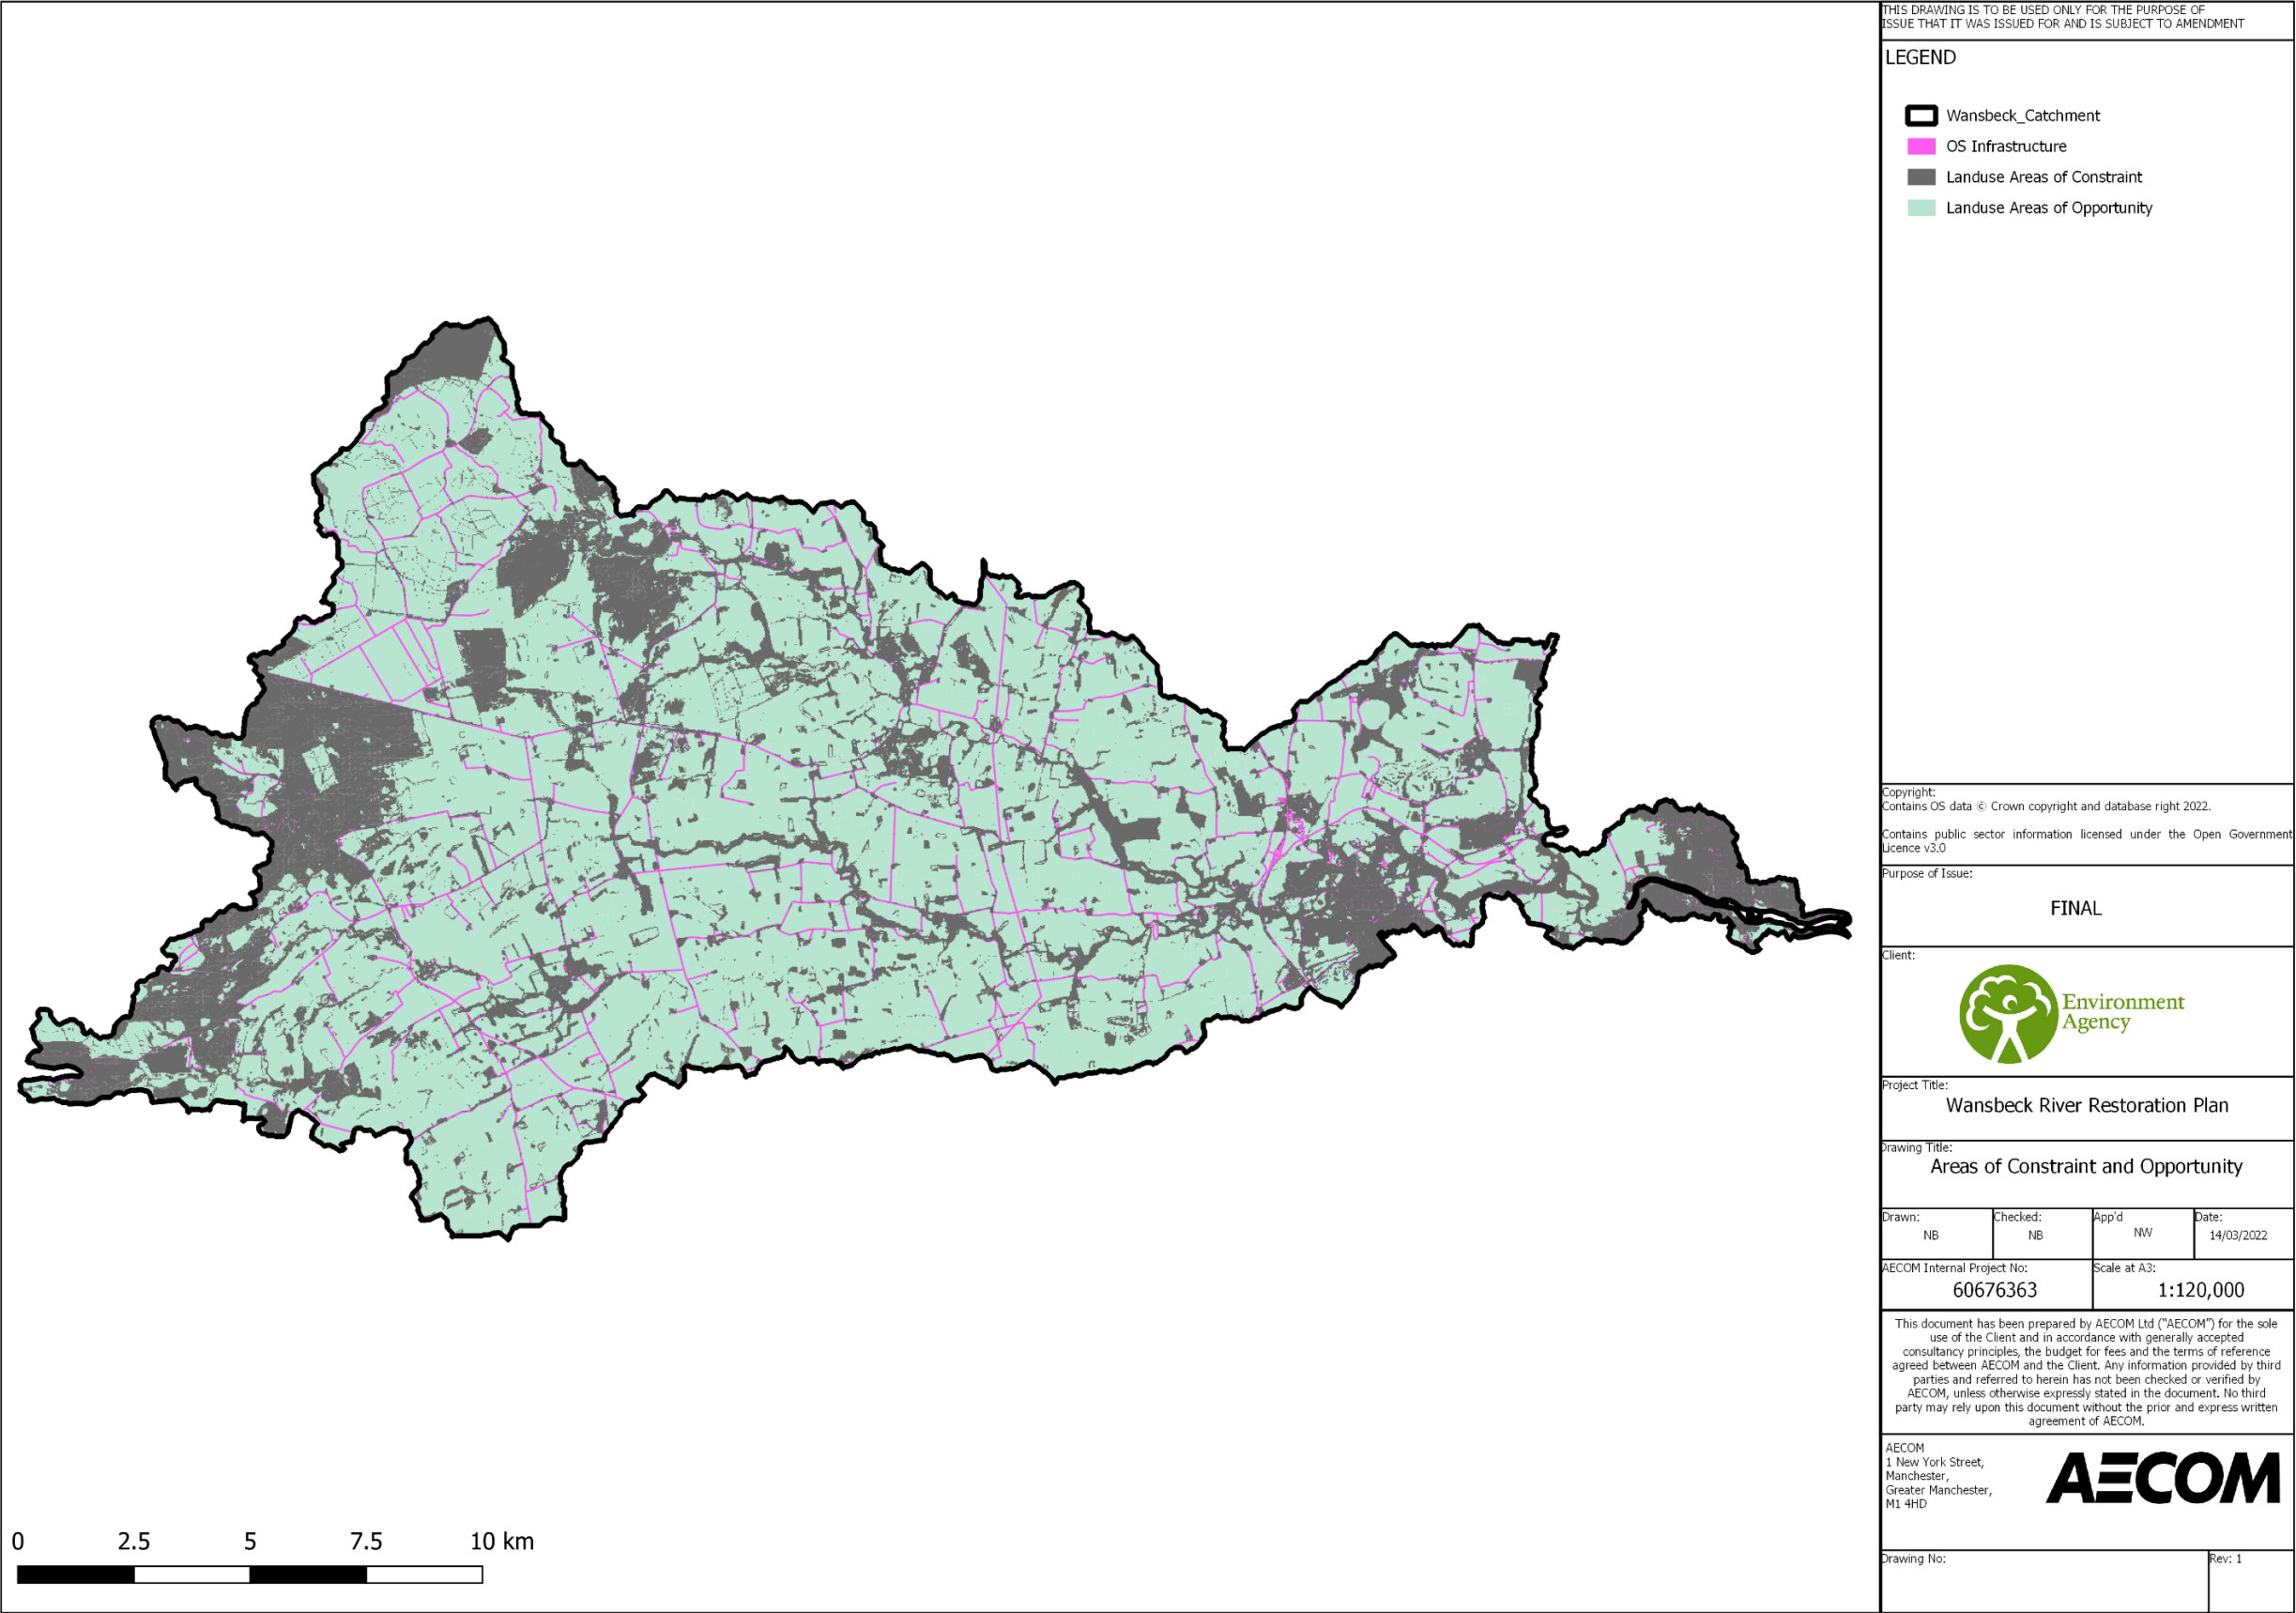 THIS DRAWING IS TO BE USED ONLY FOR THE PURPOSE OF
ISSUE THAT IT WAS ISSUED FOR AND IS SUBJECT TO AMENDMENT
LEGEND
Wansbeck_Catchment
OS Infrastructure
Landuse Areas of Constraint
Landuse Areas of Opportunity
Copyright:
Contains OS data © Crown copyright and database right 2022.
Contains public sector information licensed under the Open Government
Licence v3.0
Purpose of Issue:
FINAL
Client:
Environment
Agency
Project Title:
Wansbeck River Restoration Plan
Drawing Title:
Areas of Constraint and Opportunity
Drawn:
NB
Checked:
NB
App'd
NW
Date:
14/03/2022
AECOM Internal Project No:
60676363
Scale at A3:
1:120,000
This document has been prepared by AECOM Ltd (“AECOM”) for the sole
use of the Client and in accordance with generally accepted
consultancy principles, the budget for fees and the terms of reference
agreed between AECOM and the Client. Any information provided by third
parties and referred to herein has not been checked or verified by
AECOM, unless otherwise expressly stated in the document. No third
party may rely upon this document without the prior and express written
agreement of AECOM.
AECOM
1 New York Street,
Manchester,
Greater Manchester,
M1 4HD
AECOM
Drawing No:
Rev: 1
0 2.5 5 7.5 10 km